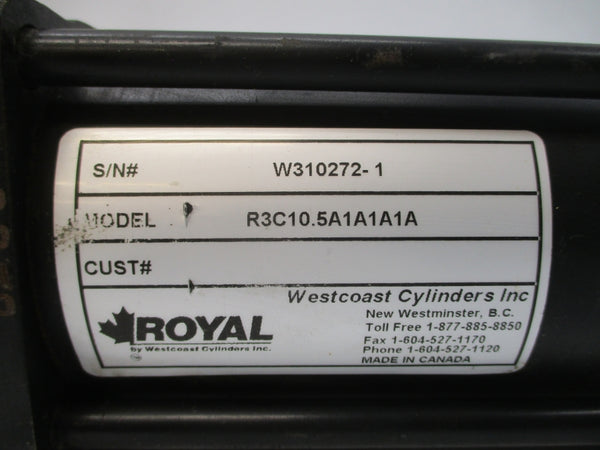 S/N# W310272-1
MODEL R3C10.5A1A1A1A
CUST#
Westcoast Cylinders Inc
New Westminster, B.C.
Toll Free 1-877-885-8850
Fax 1-604-527-1170
Phone 1-604-527-1120
MADE IN CANADA
ROYAL
by Westcoast Cylinders Inc.